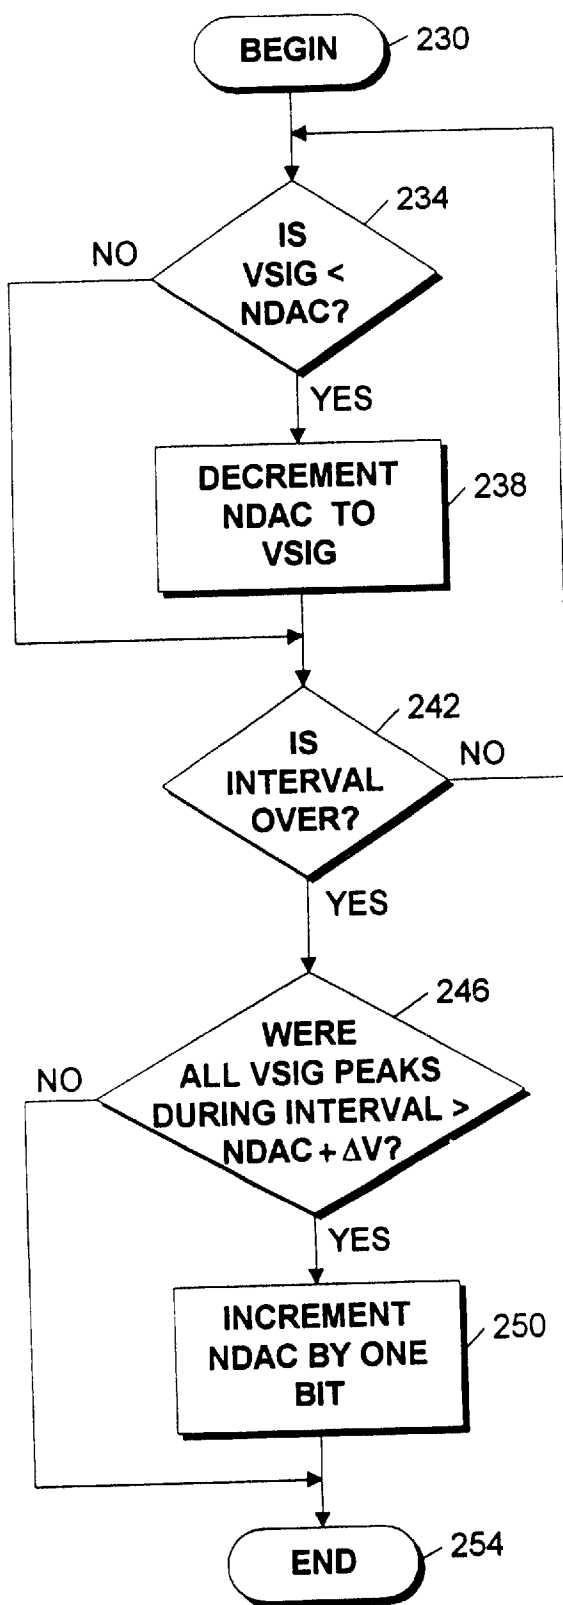 BEGIN
230
234
IS
VSIG <
NDAC?
NO
YES
DECREMENT
NDAC TO
VSIG
238
242
IS
INTERVAL
OVER?
NO
YES
246
WERE
ALL VSIG PEAKS
DURING INTERVAL >
NDAC + ΔV?
NO
YES
INCREMENT
NDAC BY ONE
BIT
250
END
254